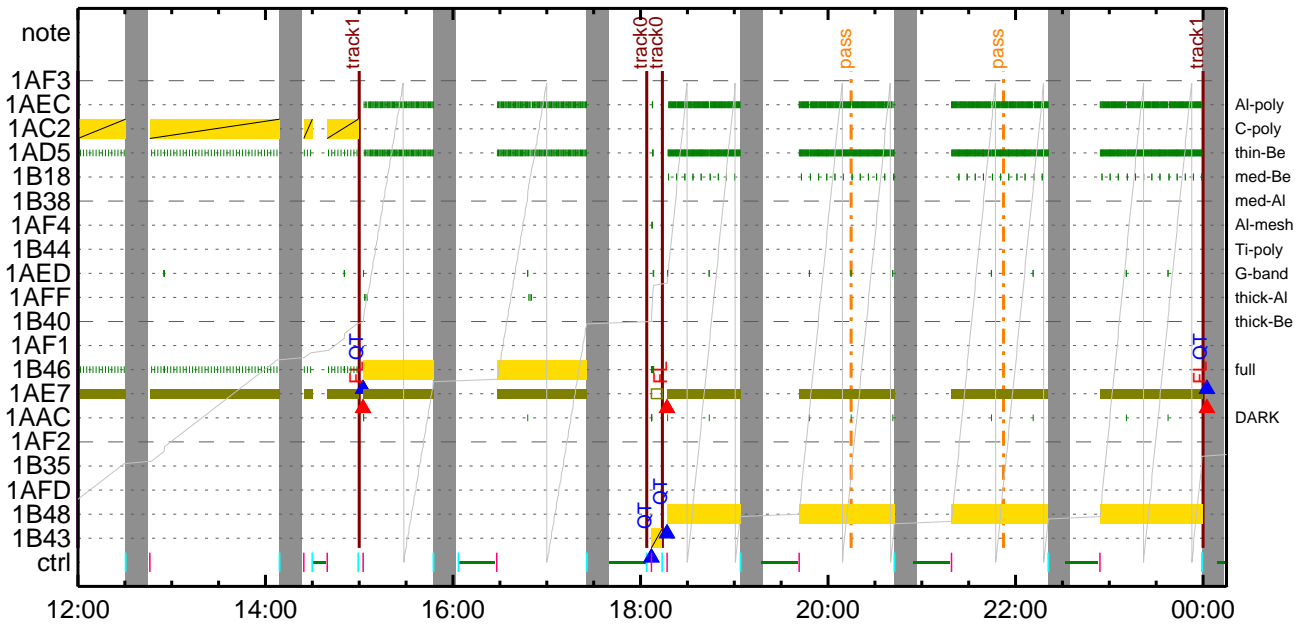 note
track1
track0
track0
pass
pass
track1
1AF3
1AEC
Al-poly
1AC2
C-poly
1AD5
thin-Be
1B18
med-Be
1B38
med-Al
1AF4
Al-mesh
1B44
Ti-poly
1AED
G-band
1AFF
thick-Al
1B40
thick-Be
1AF1
QT
QT
1B46
full
FL
FL
FL
1AE7
1AAC
DARK
1AF2
1B35
1AFD
QT
QT
1B48
1B43
ctrl
12:00
14:00
16:00
18:00
20:00
22:00
00:00